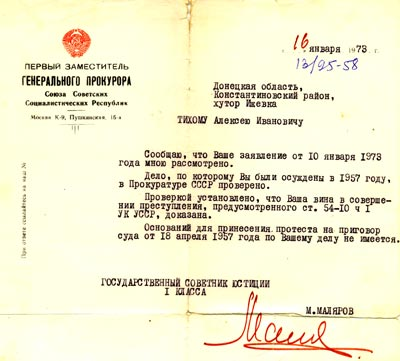 16 января 1973 г.
13/95-58
ПЕРВЫЙ ЗАМЕСТИТЕЛЬ
ГЕНЕРАЛЬНОГО ПРОКУРОРА
Союза Советских
Социалистических Республик
Москва К-9, Пушкинская, 15-а
Донецкая область,
Константиновский район,
хутор Ижевка
ТИХОМУ Алексею Ивановичу
При ответе ссылайтесь на наш №
Сообщаю, что Ваше заявление от 10 января 1973
года мною рассмотрено.
Дело, по которому Вы были осуждены в 1957 году,
в Прокуратуре СССР проверено.
Проверкой установлено, что Ваша вина в соверше-
нии преступления, предусмотренного ст. 54-10 ч I
УК УССР, доказана.
Оснований для принесения протеста на приговор
суда от 18 апреля 1957 года по Вашему делу не имеется.
ГОСУДАРСТВЕННЫЙ СОВЕТНИК ЮСТИЦИИ
I КЛАССА
М.МАЛЯРОВ